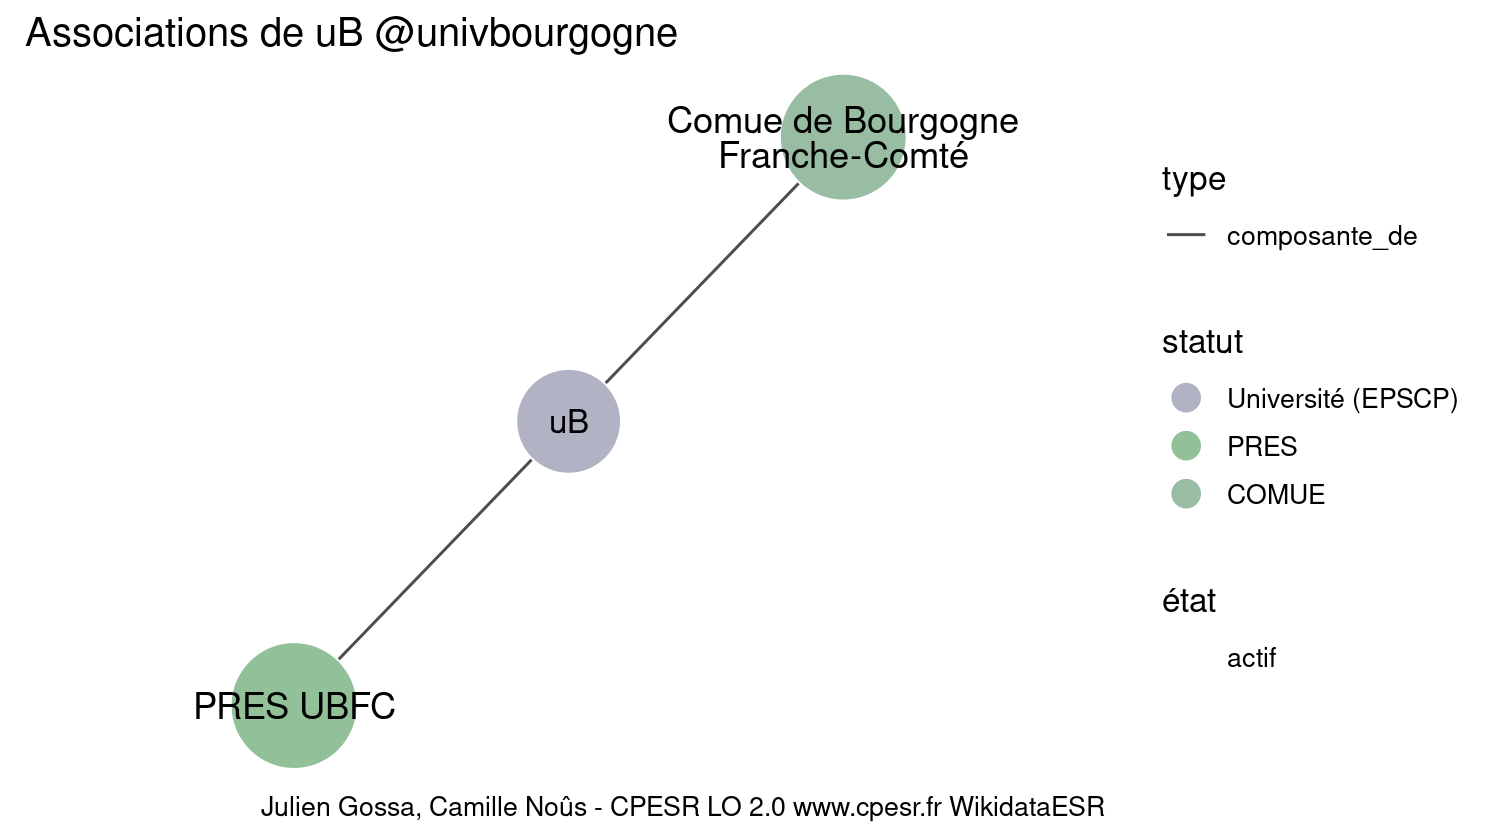 Associations de uB @univbourgogne
Comue de Bourgogne
Franche-Comté
uB
PRES UBFC
type
composante_de
statut
Université (EPSCP)
PRES
COMUE
état
actif
Julien Gossa, Camille Noûs - CPESR LO 2.0 www.cpesr.fr WikidataESR